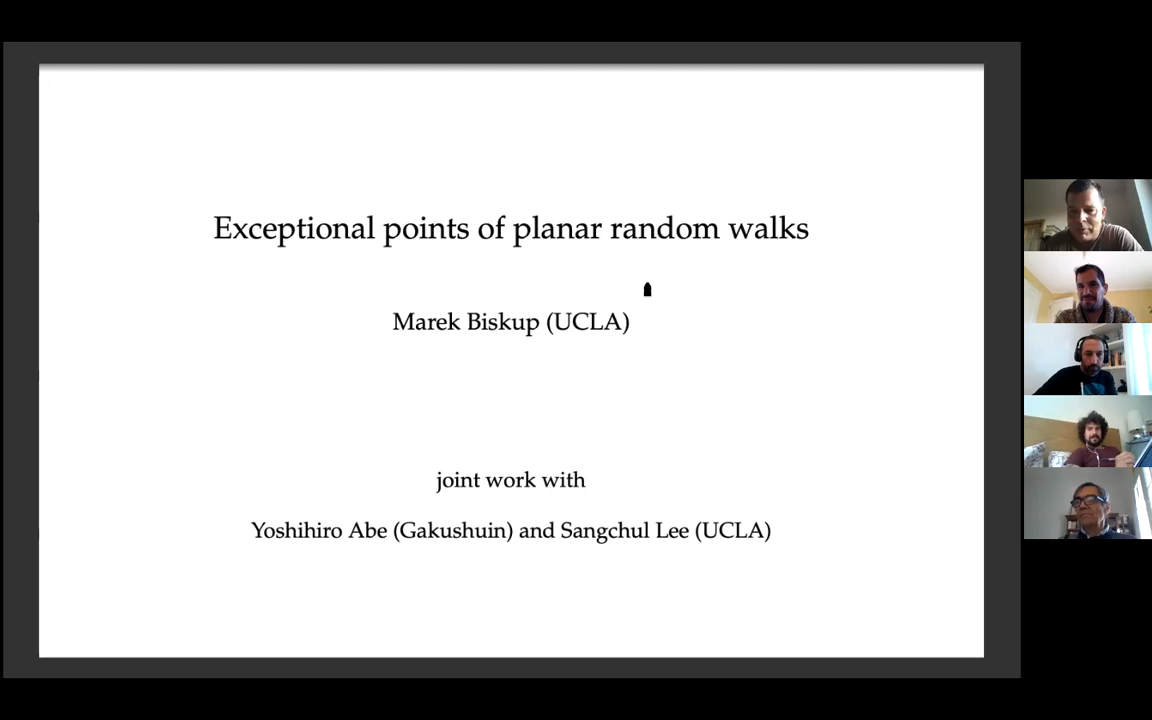 Exceptional points of planar random walks
Marek Biskup (UCLA)
joint work with
Yoshihiro Abe (Gakushuin) and Sangchul Lee (UCLA)